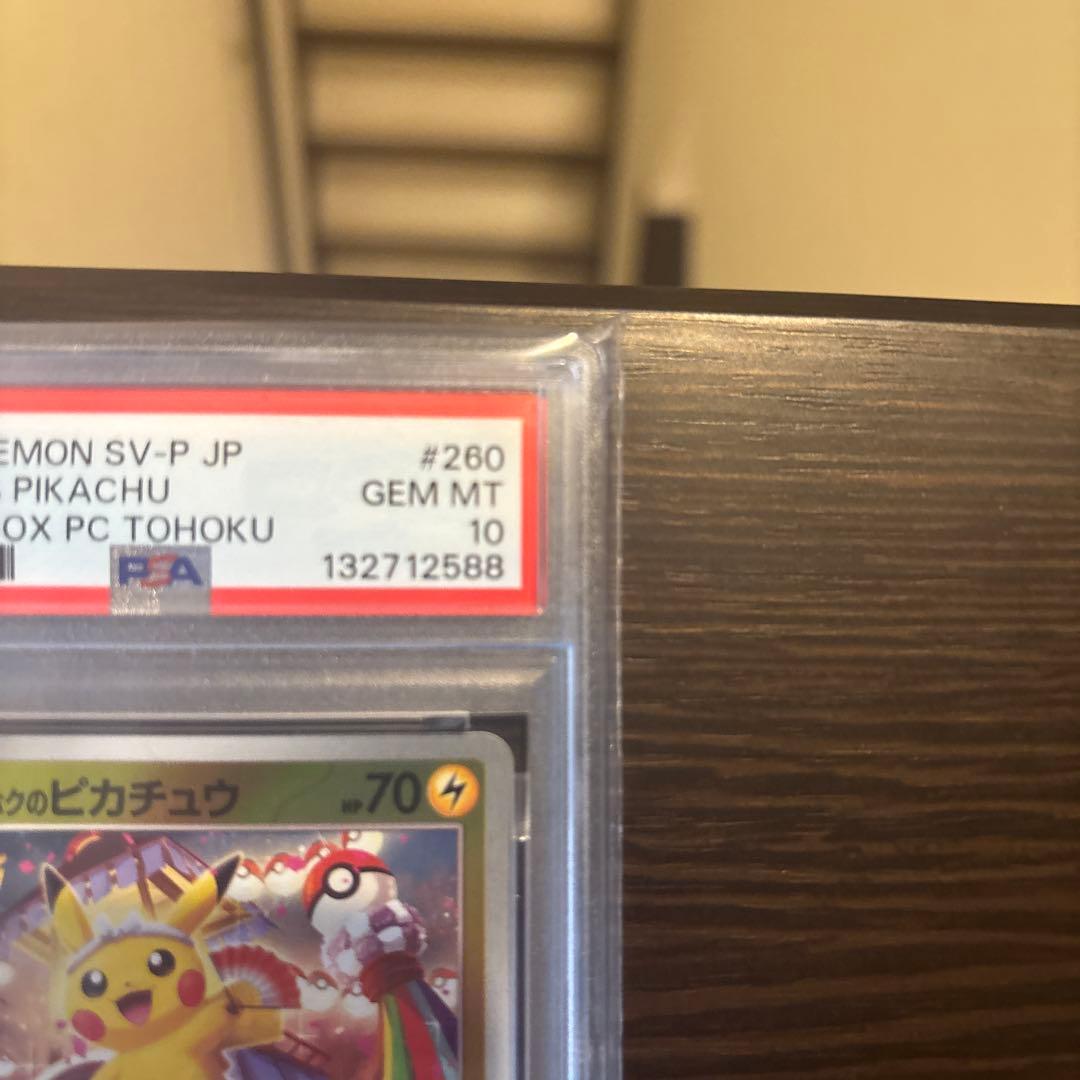 EMON SV-P JP #260
PIKACHU GEM MT
OX PC TOHOKU 10
PSA 132712588
クのピカチュウ HP70